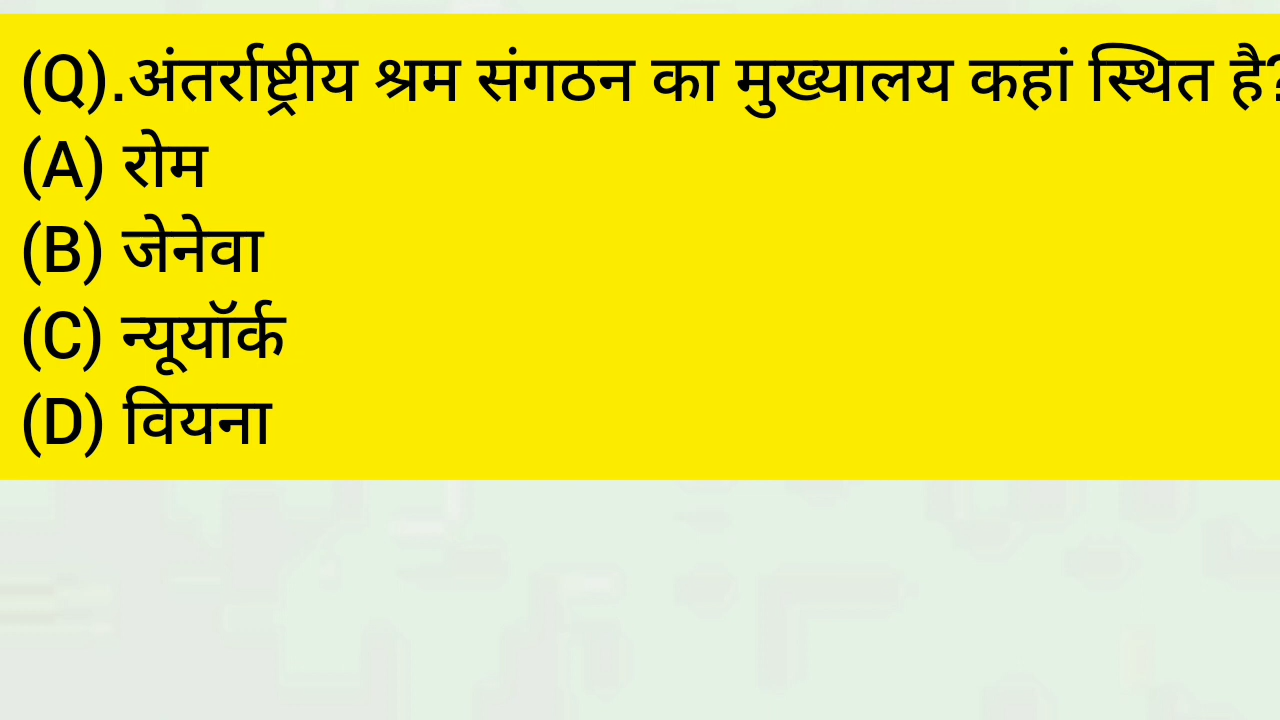 (Q).अंतर्राष्ट्रीय श्रम संगठन का मुख्यालय कहां स्थित है?
(A) रोम
(B) जेनेवा
(C) न्यूयॉर्क
(D) वियना